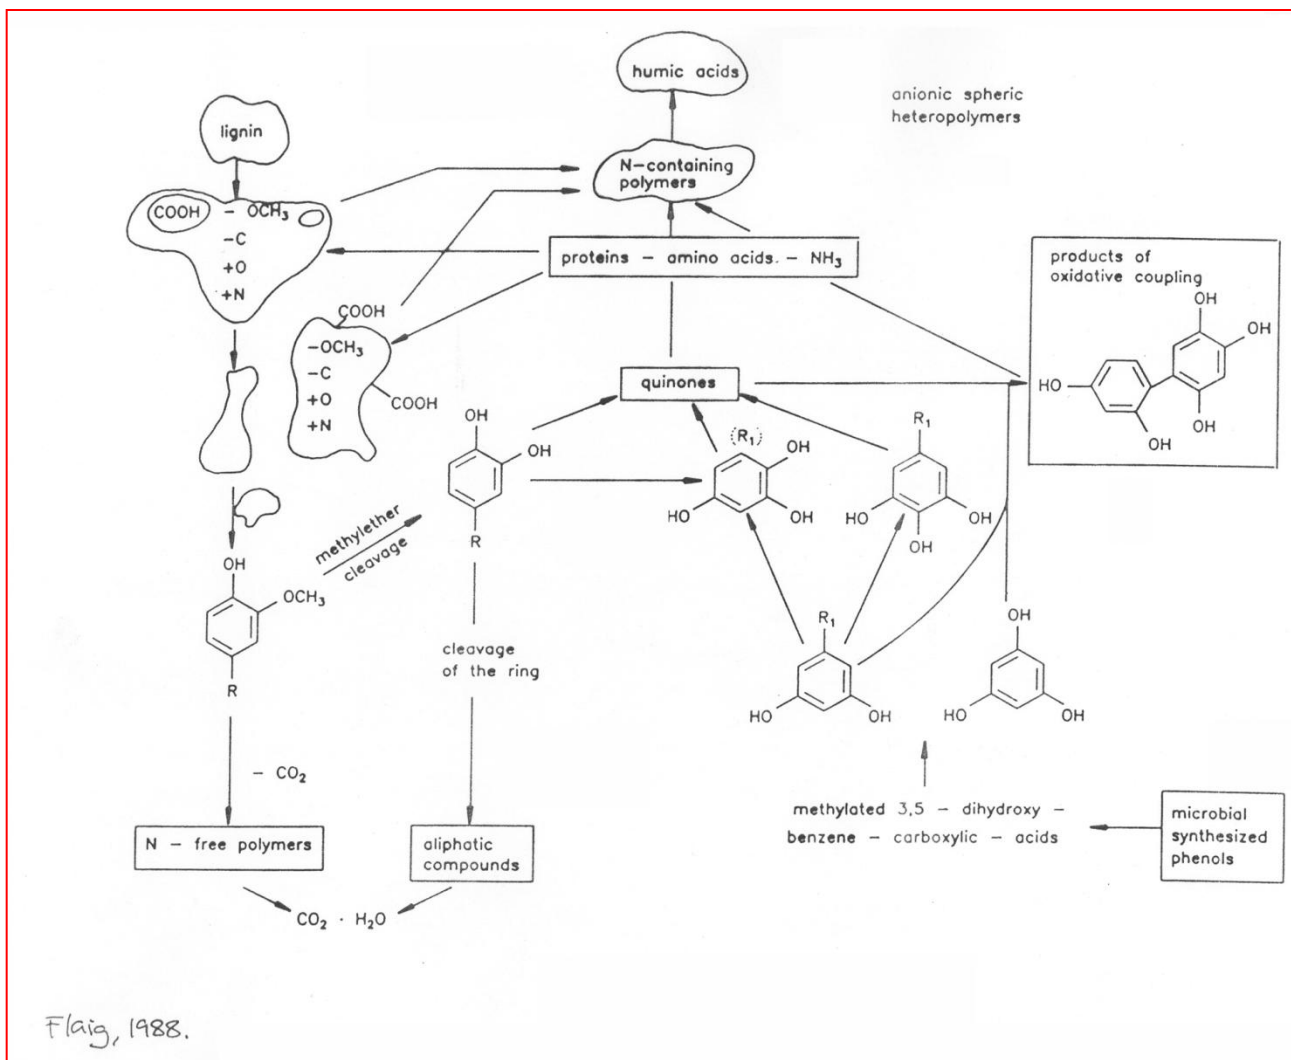 humic acids
anionic spheric
heteropolymers
lignin
N-containing
polymers
COOH
- OCH₃
-C
+O
+N
proteins - amino acids. - NH₃
products of
oxidative coupling
OH
OH
OH
HO
OH
OH
COOH
-OCH₃
-C
+O
+N
COOH
quinones
OH
OH
R
(R₁)
OH
OH
HO
R₁
HO
OH
OH
methylether
cleavage
OH
OCH₃
R
cleavage
of the ring
R₁
HO
OH
OH
HO
OH
- CO₂
methylated 3,5 - dihydroxy -
benzene - carboxylic - acids
microbial
synthesized
phenols
N - free polymers
aliphatic
compounds
CO₂ · H₂O
Flaig, 1988.